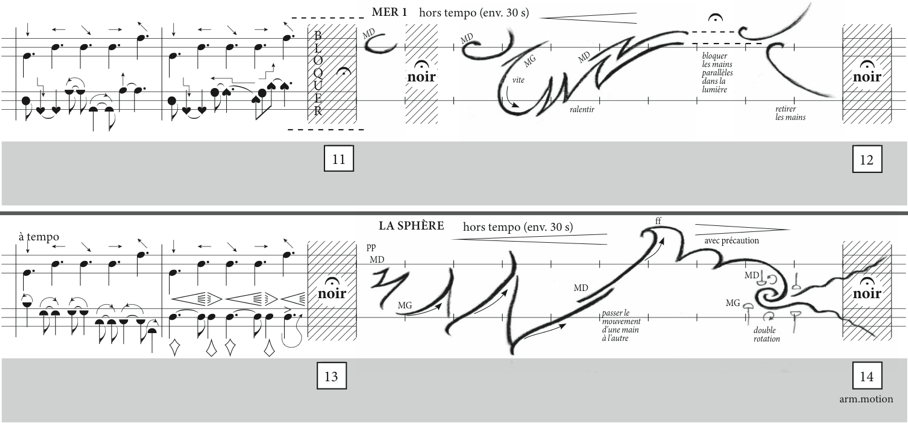 MER 1 hors tempo (env. 30 s)
BLOQUER
MD
noir
MD
MG
vite
MD
ralentir
bloquer
les mains
parallèles
dans la
lumière
retirer
les mains
noir
11
12
à tempo
LA SPHÈRE hors tempo (env. 30 s)
noir
pp
MD
MG
MD
ff
passer le
mouvement
d'une main
à l'autre
avec précaution
MD
MG
double
rotation
noir
13
14
arm.motion